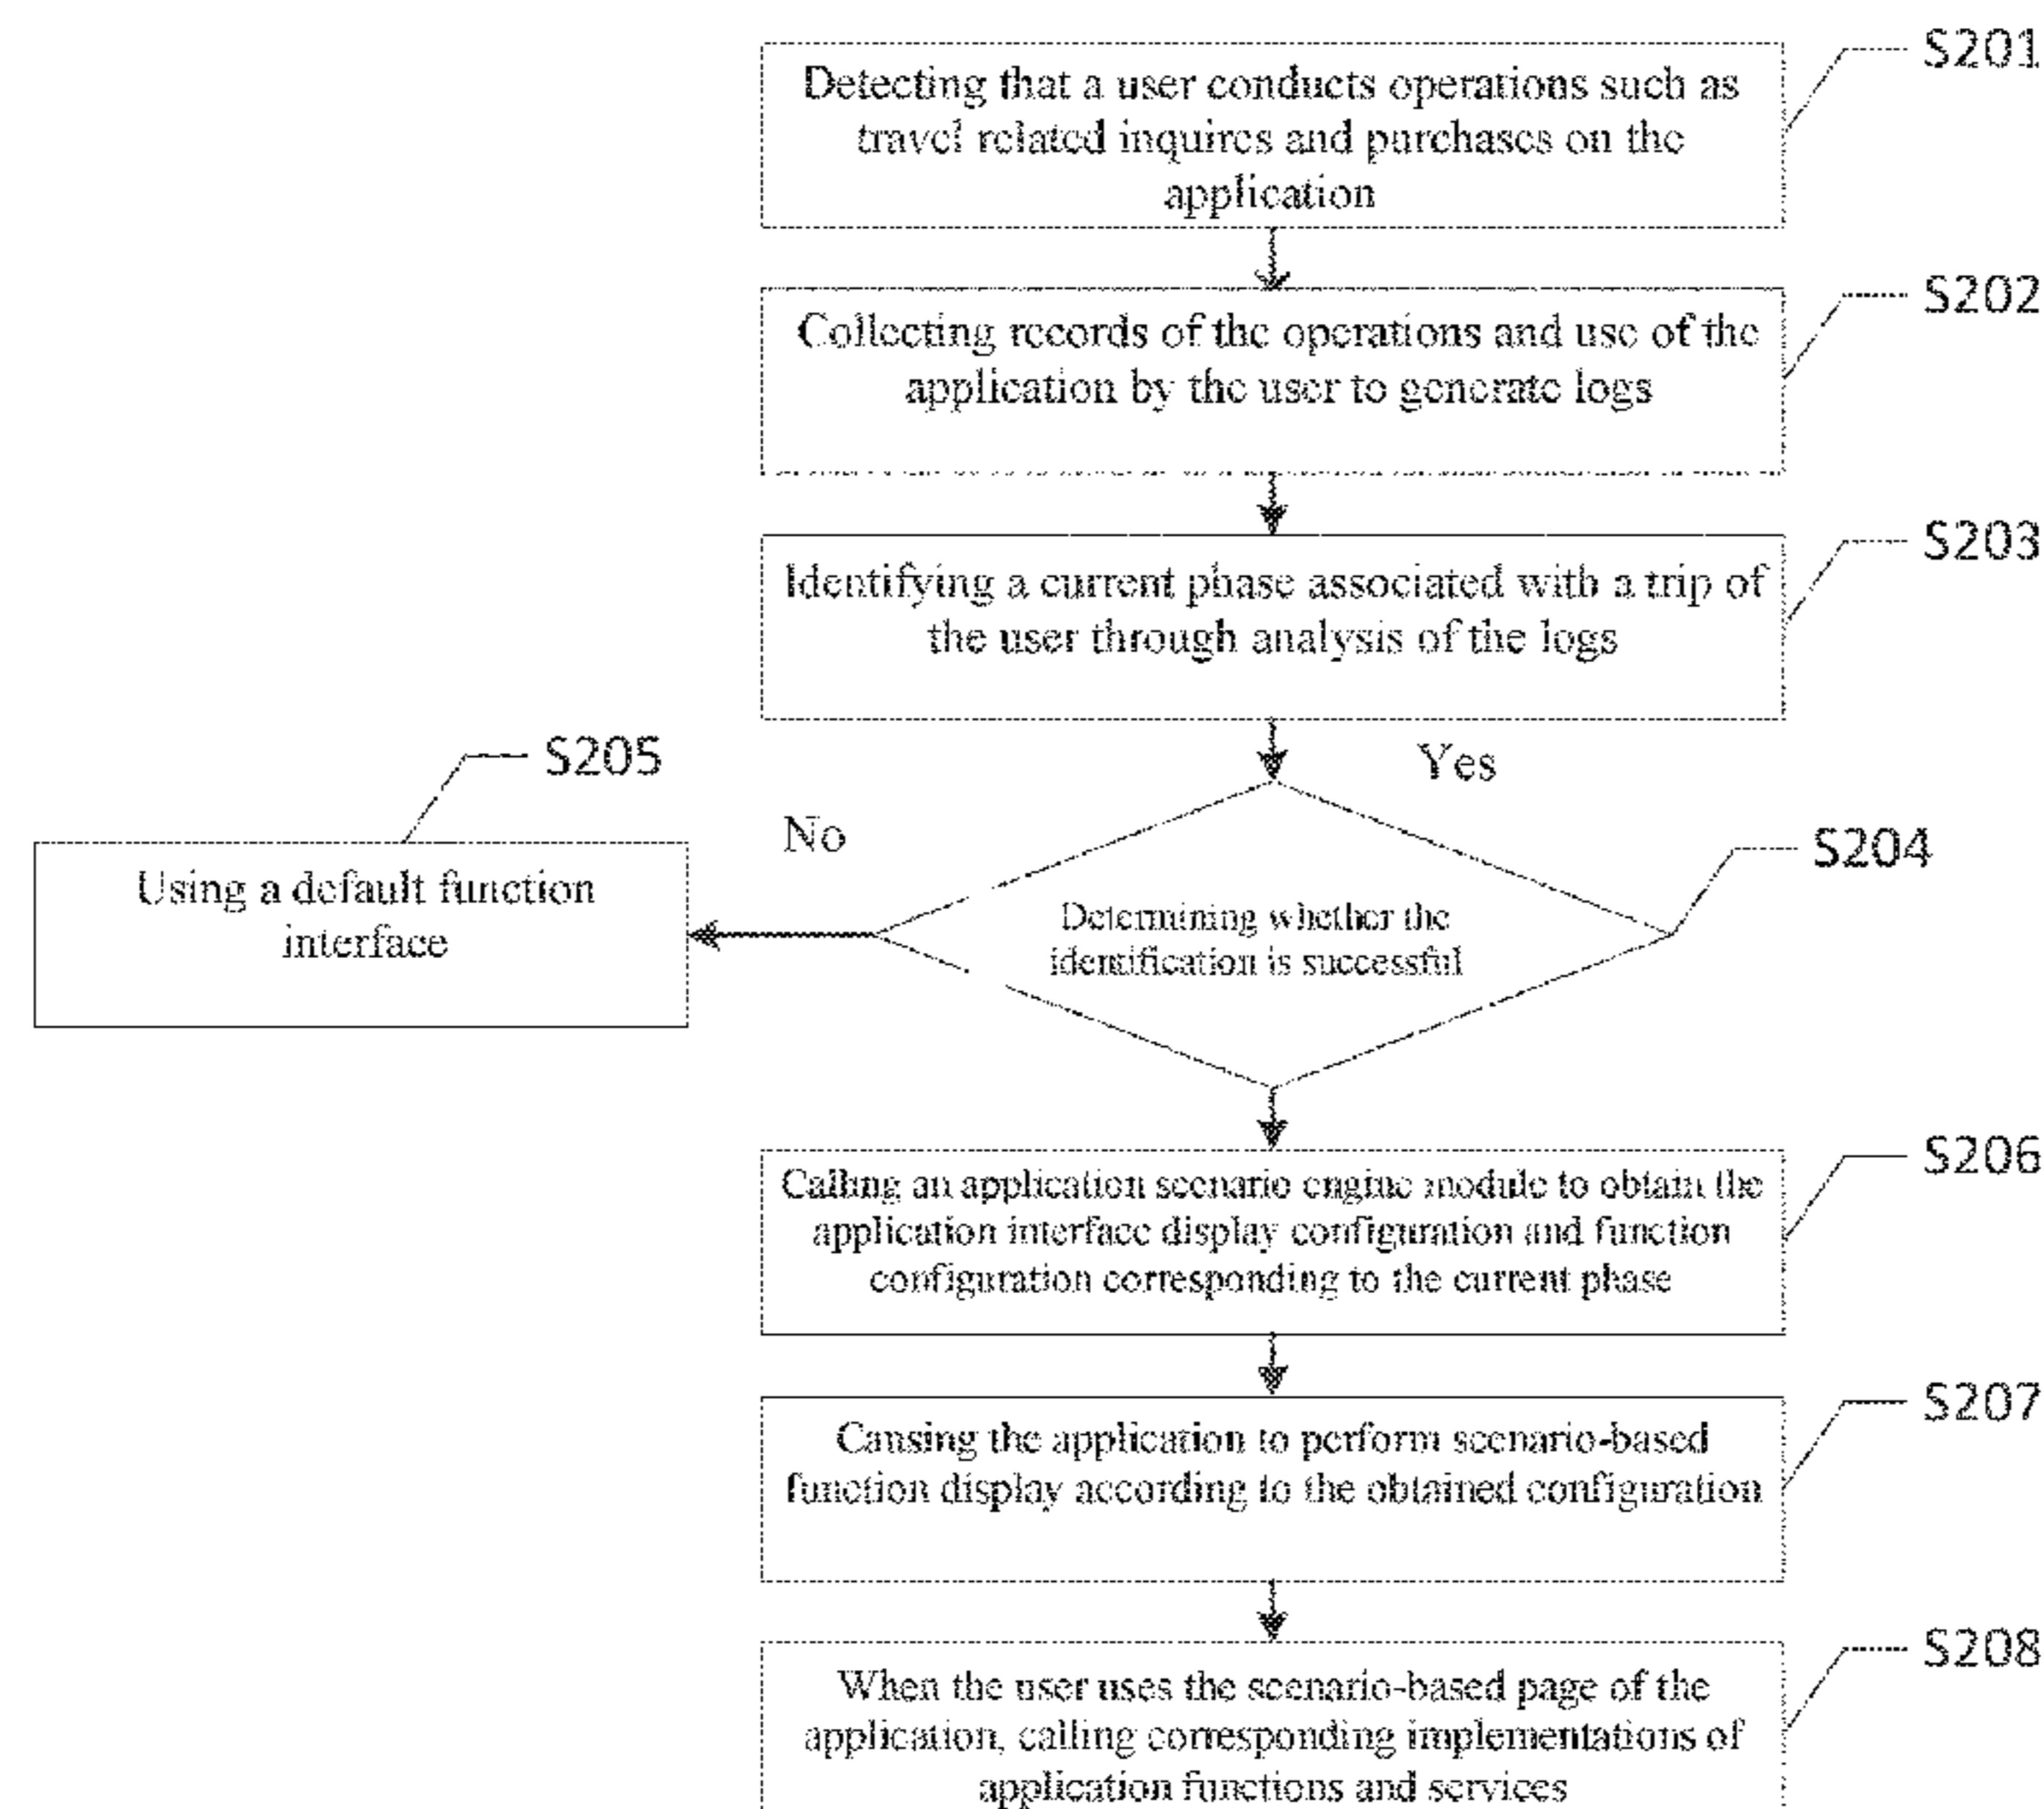 S201
Detecting that a user conducts operations such as
travel related inquires and purchases on the
application
S202
Collecting records of the operations and use of the
application by the user to generate logs
S203
Identifying a current phase associated with a trip of
the user through analysis of the logs
Yes
S205
No
S204
Using a default function
interface
Determining whether the
identification is successful
S206
Calling an application scenario engine module to obtain the
application interface display configuration and function
configuration corresponding to the current phase
S207
Causing the application to perform scenario-based
function display according to the obtained configuration
S208
When the user uses the scenario-based page of the
application, calling corresponding implementations of
application functions and services